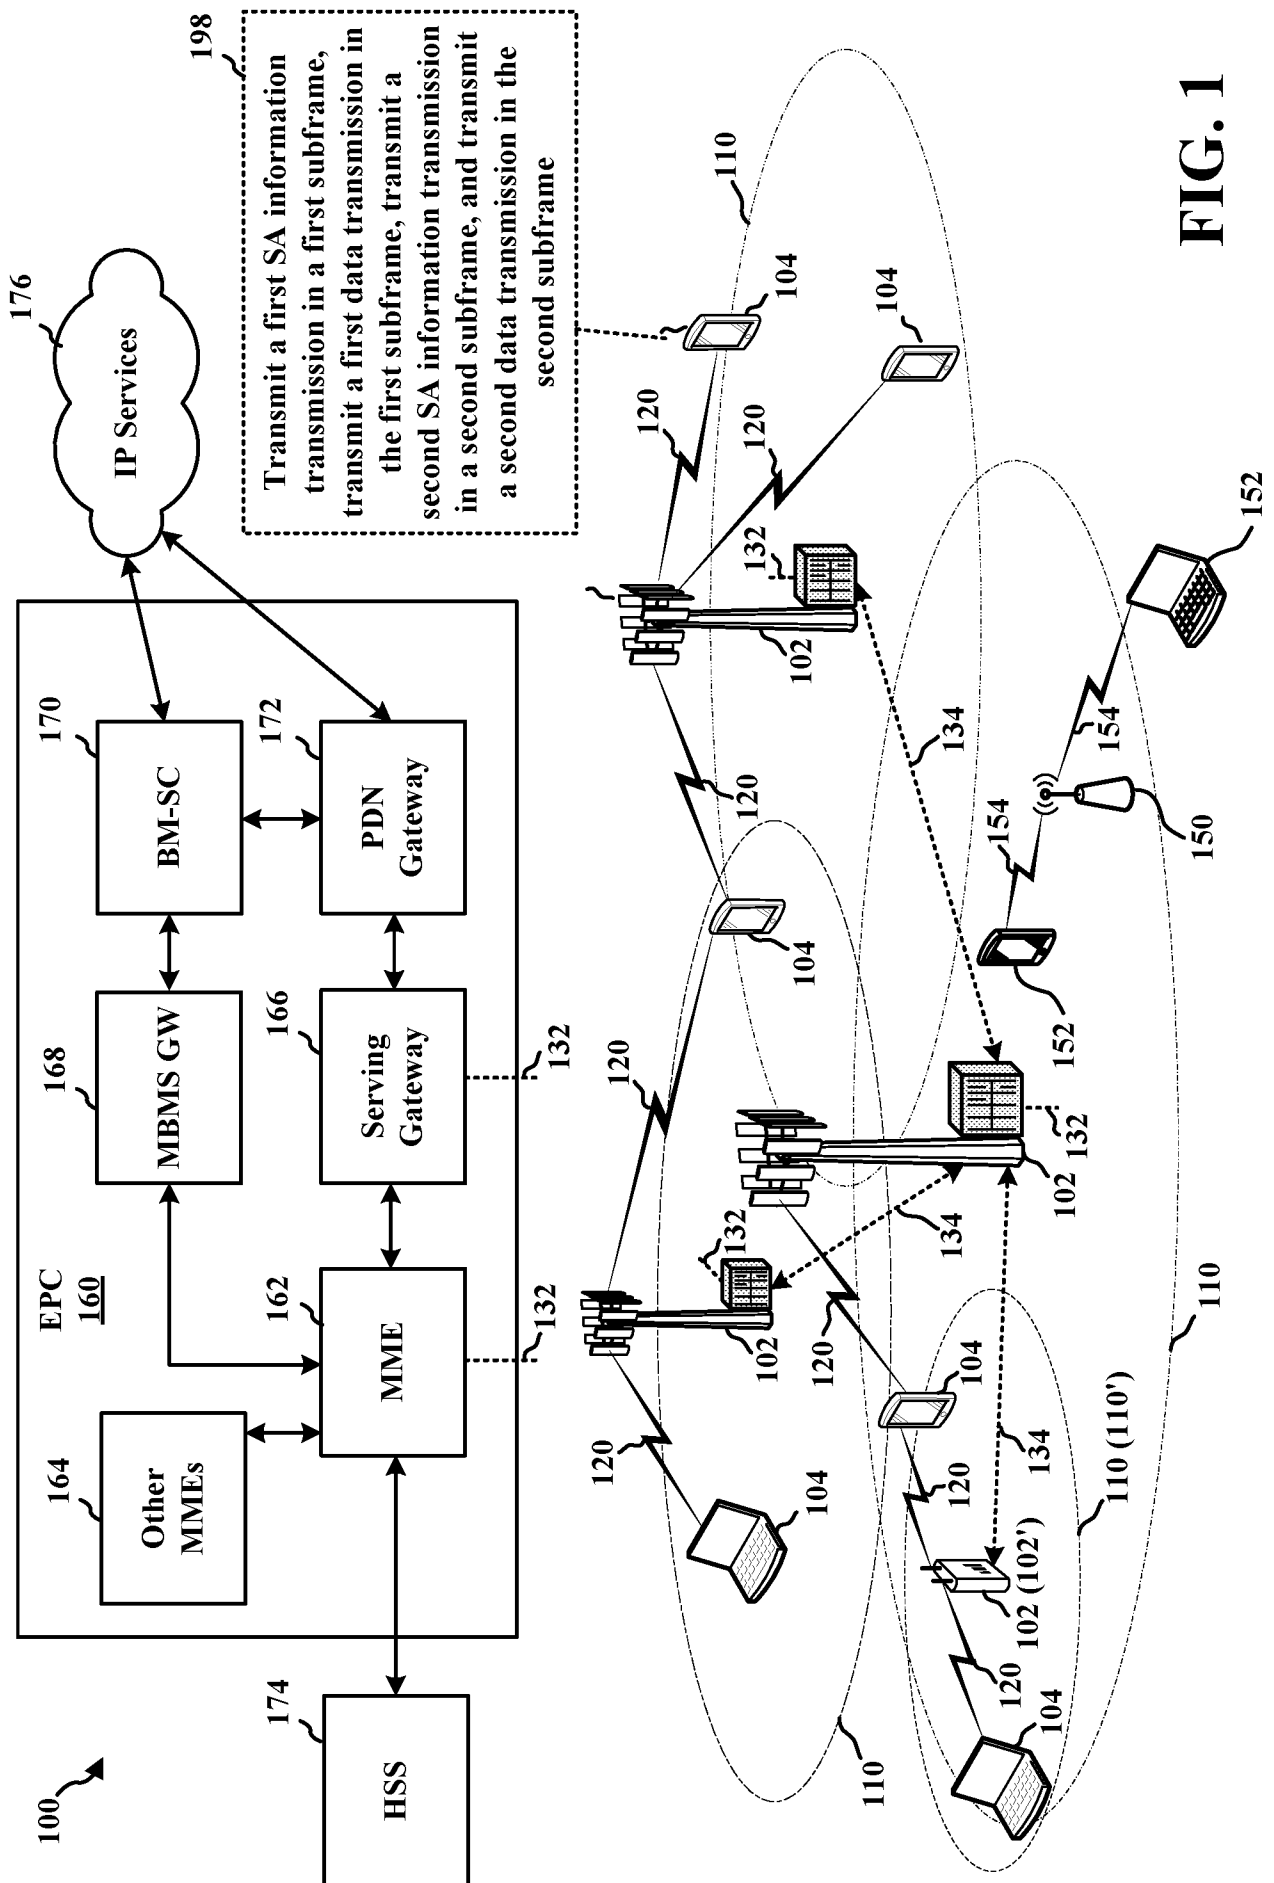 100
EPC
160
174
HSS
164
Other
MMEs
162
MME
168
MBMS GW
166
Serving
Gateway
170
BM-SC
172
PDN
Gateway
176
IP Services
132
132
198
Transmit a first SA information
transmission in a first subframe,
transmit a first data transmission in
the first subframe, transmit a
second SA information transmission
in a second subframe, and transmit
a second data transmission in the
second subframe
120
104
120
132
102
120
104
120
120
104
132
102
110
134
110
104
120
104
120
102
132
134
134
120
104
120
104
102 (102')
110 (110')
110
134
152
154
150
154
152
FIG. 1